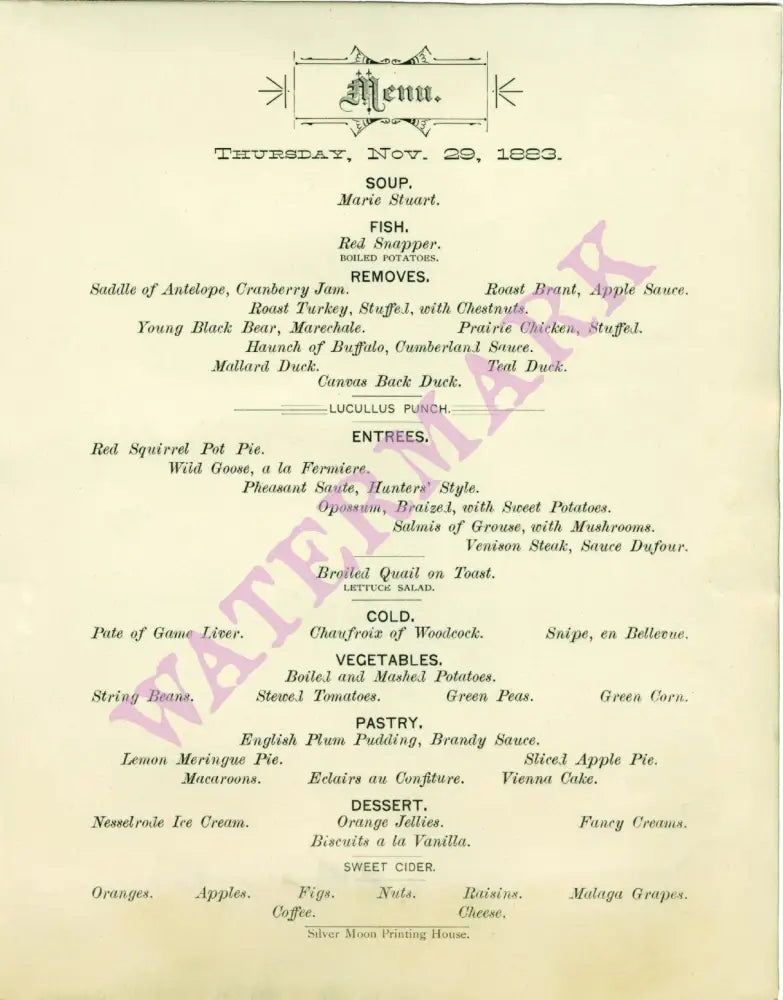 Menu.
THURSDAY, NOV. 29, 1883.
SOUP.
Marie Stuart.
FISH.
Red Snapper.
BOILED POTATOES.
REMOVES.
Saddle of Antelope, Cranberry Jam. Roast Brant, Apple Sauce.
Roast Turkey, Stuffed, with Chestnuts.
Young Black Bear, Marechale. Prairie Chicken, Stuffed.
Haunch of Buffalo, Cumberland Sauce.
Mallard Duck. Teal Duck.
Canvas Back Duck.
LUCULLUS PUNCH.
ENTREES.
Red Squirrel Pot Pie.
Wild Goose, a la Fermiere.
Pheasant Saute, Hunters' Style.
Opossum, Braized, with Sweet Potatoes.
Salmis of Grouse, with Mushrooms.
Venison Steak, Sauce Dufour.
Broiled Quail on Toast.
LETTUCE SALAD.
COLD.
Pate of Game Liver. Chaufroix of Woodcock. Snipe, en Bellevue.
VEGETABLES.
Boiled and Mashed Potatoes.
String Beans. Stewed Tomatoes. Green Peas. Green Corn.
PASTRY.
English Plum Pudding, Brandy Sauce.
Lemon Meringue Pie. Sliced Apple Pie.
Macaroons. Eclairs au Confiture. Vienna Cake.
DESSERT.
Nesselrode Ice Cream. Orange Jellies. Fancy Creams.
Biscuits a la Vanilla.
SWEET CIDER.
Oranges. Apples. Figs. Nuts. Raisins. Malaga Grapes.
Coffee. Cheese.
Silver Moon Printing House.
WATERMARK